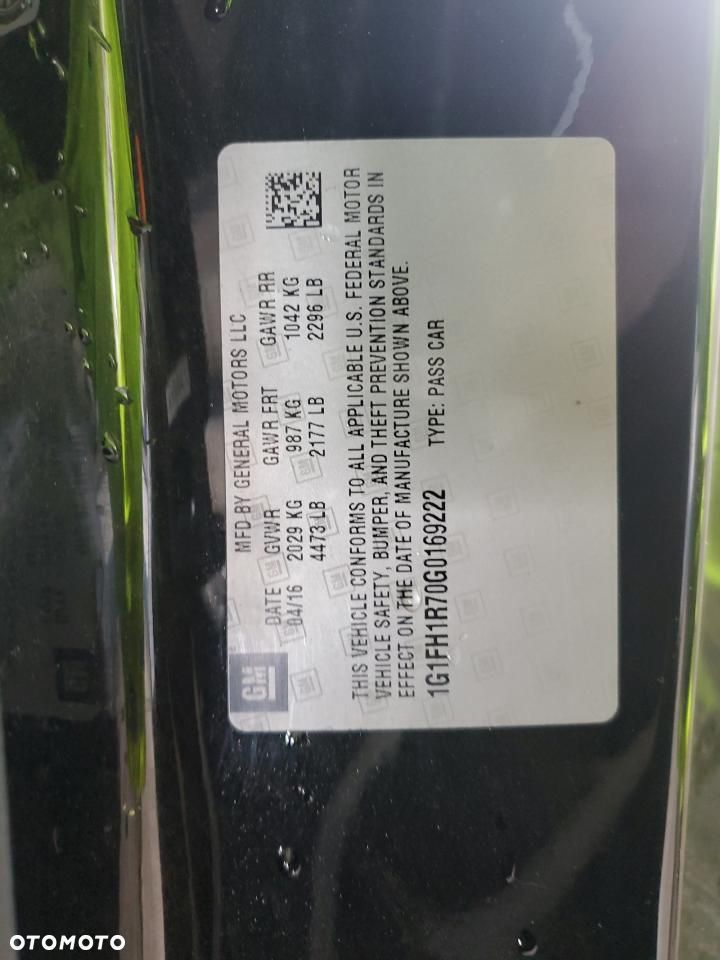 GM
MFD BY GENERAL MOTORS LLC
DATE GVWR GAWR FRT GAWR RR
04/16 2029 KG 987 KG 1042 KG
4473 LB 2177 LB 2296 LB
THIS VEHICLE CONFORMS TO ALL APPLICABLE U.S. FEDERAL MOTOR
VEHICLE SAFETY, BUMPER, AND THEFT PREVENTION STANDARDS IN
EFFECT ON THE DATE OF MANUFACTURE SHOWN ABOVE.
1G1FH1R70G0169222 TYPE: PASS CAR
OTOMOTO